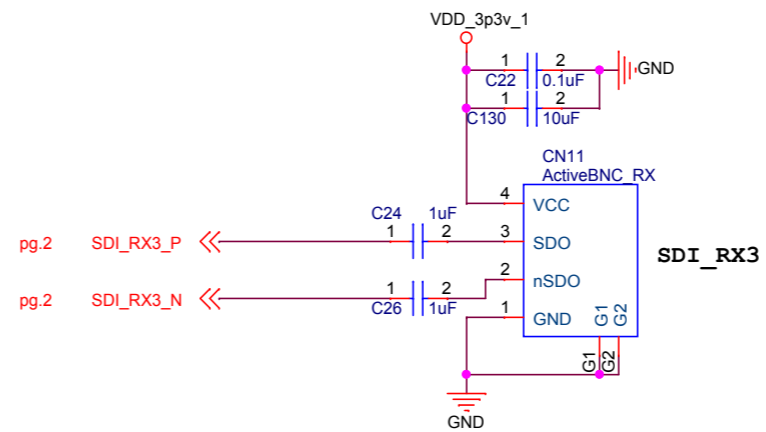 VDD_3p3v_1
1 2
C22 0.1uF
GND
1 2
C130 10uF
CN11
ActiveBNC_RX
4 VCC
C24 1uF
pg.2 SDI_RX3_P 1 2 3 SDO
SDI_RX3
2 nSDO
pg.2 SDI_RX3_N 1 2
C26 1uF
1 GND
G1 G2
G1 G2
GND